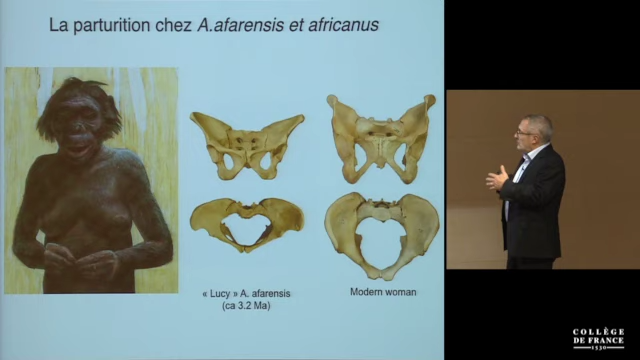 La parturition chez A.afarensis et africanus
« Lucy » A. afarensis
(ca 3.2 Ma)
Modern woman
COLLÈGE
DE FRANCE
1530